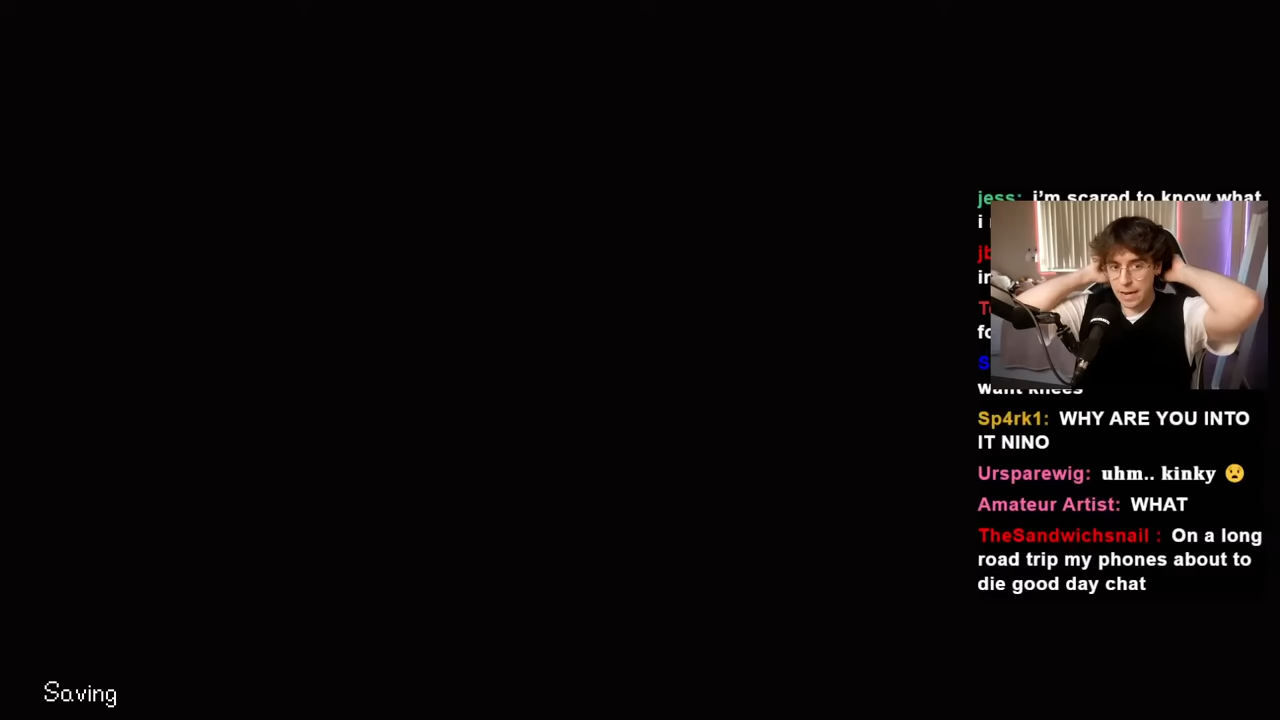 jess: i'm scared to know what
i
want knees
Sp4rk1: WHY ARE YOU INTO
IT NINO
Ursparewig: uhm.. kinky 😧
Amateur Artist: WHAT
TheSandwichsnail : On a long
road trip my phones about to
die good day chat
Saving